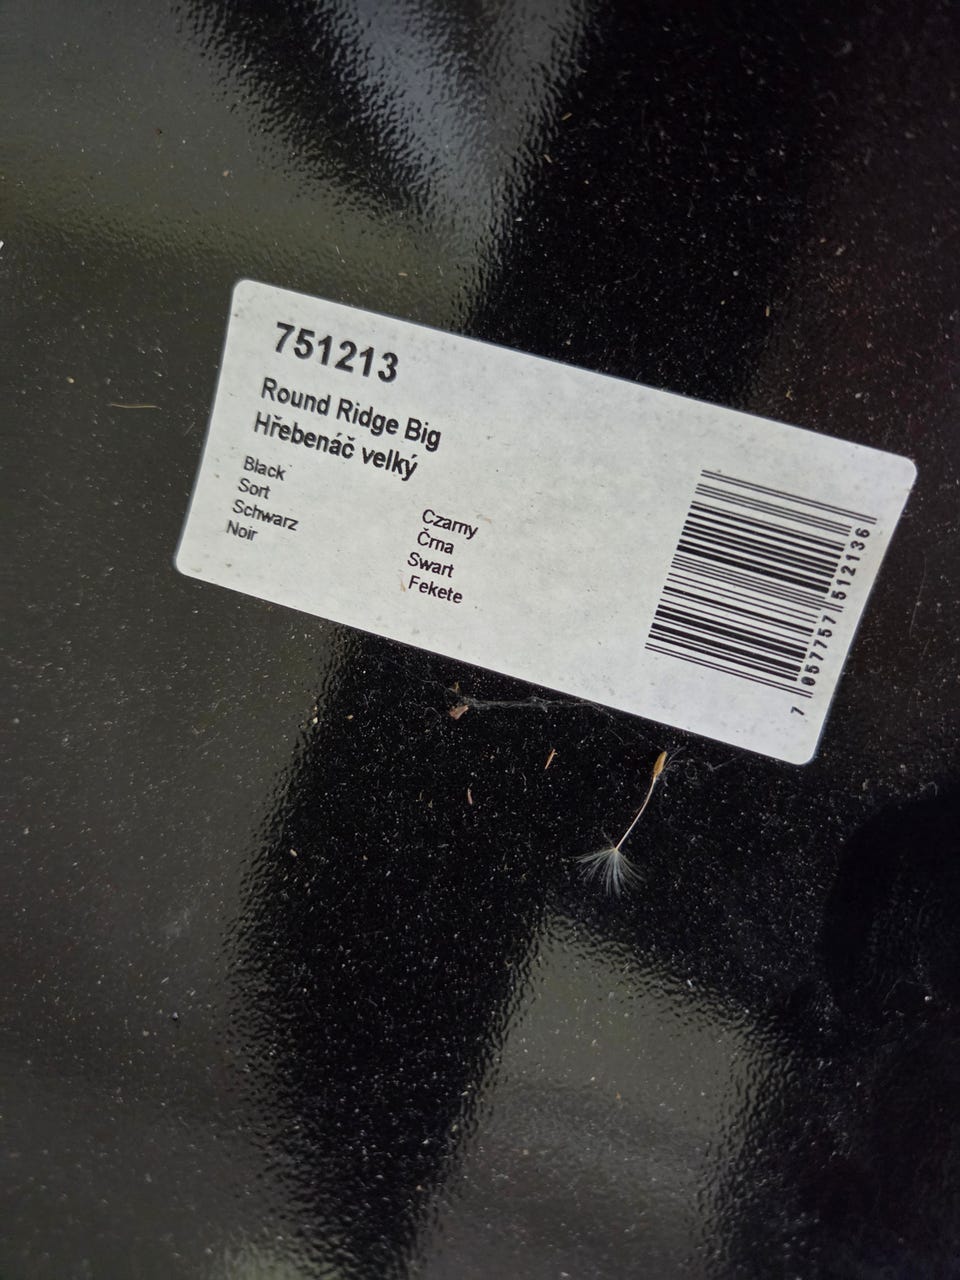 751213
Round Ridge Big
Hřebenáč velký
Black
Sort
Schwarz
Noir
Czarny
Črna
Swart
Fekete
7 057757 512136